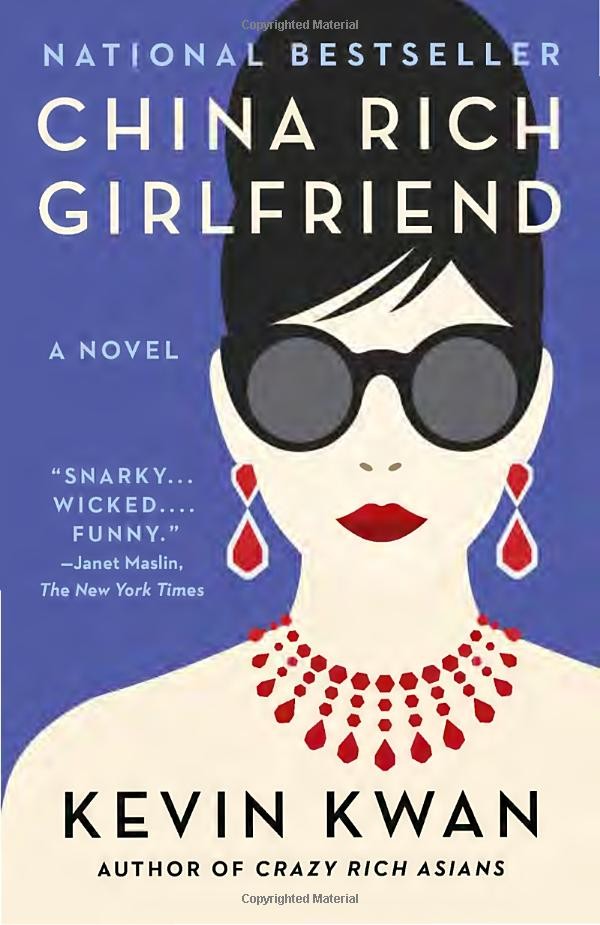 Copyrighted Material
NATIONAL BESTSELLER
CHINA RICH
GIRLFRIEND
A NOVEL
“SNARKY...
WICKED....
FUNNY.”
—Janet Maslin,
The New York Times
KEVIN KWAN
AUTHOR OF CRAZY RICH ASIANS
Copyrighted Material